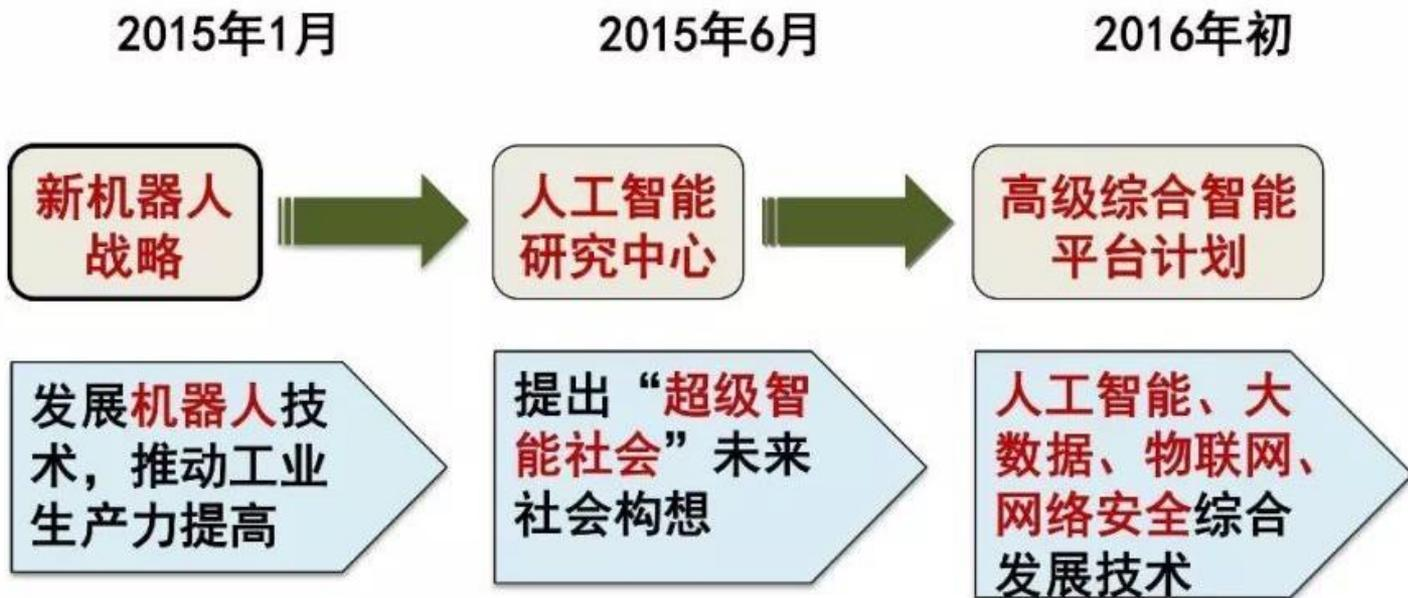 2015年1月
2015年6月
2016年初
新机器人
战略
人工智能
研究中心
高级综合智能
平台计划
发展机器人技
术，推动工业
生产力提高
提出“超级智
能社会”未来
社会构想
人工智能、大
数据、物联网、
网络安全综合
发展技术